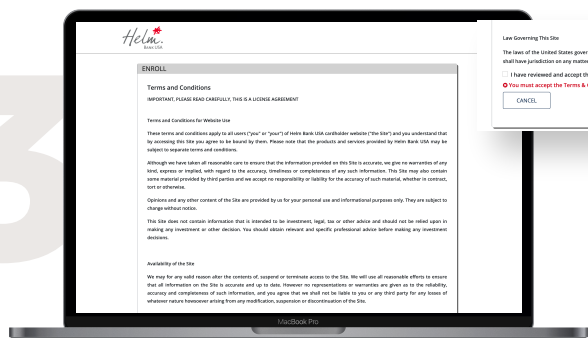 3
Helm.
BANK USA
ENROLL
Terms and Conditions
IMPORTANT, PLEASE READ CAREFULLY, THIS IS A LICENSE AGREEMENT
Terms and Conditions for Website Use
These terms and conditions apply to all users ("you" or "your") of Helm Bank USA cardholder website ("the Site") and you understand that
by accessing this Site you agree to be bound by them. Please note that the products and services provided by Helm Bank USA may be
subject to separate terms and conditions.
Although we have taken all reasonable care to ensure that the information provided on this Site is accurate, we give no warranties of any
kind, express or implied, with regard to the accuracy, timeliness or completeness of any such information. This Site may also contain
some material provided by third parties and we accept no responsibility or liability for the accuracy of such material, whether in contract,
tort or otherwise.
Opinions and any other content of the Site are provided by us for your personal use and informational purposes only. They are subject to
change without notice.
This Site does not contain information that is intended to be investment, legal, tax or other advice and should not be relied upon in
making any investment or other decision. You should obtain relevant and specific professional advice before making any investment
decisions.
Availability of the Site
We may for any valid reason alter the contents of, suspend or terminate access to the Site. We will use all reasonable efforts to ensure
that all information on the Site is accurate and up to date. However no representations or warranties are given as to the reliability,
accuracy and completeness of such information, and you agree that we shall not be liable to you or any third party for any losses of
whatever nature howsoever arising from any modification, suspension or discontinuation of the Site.
MacBook Pro
Law Governing This Site
The laws of the United States gover
shall have jurisdiction on any matte
I have reviewed and accept th
You must accept the Terms &
CANCEL